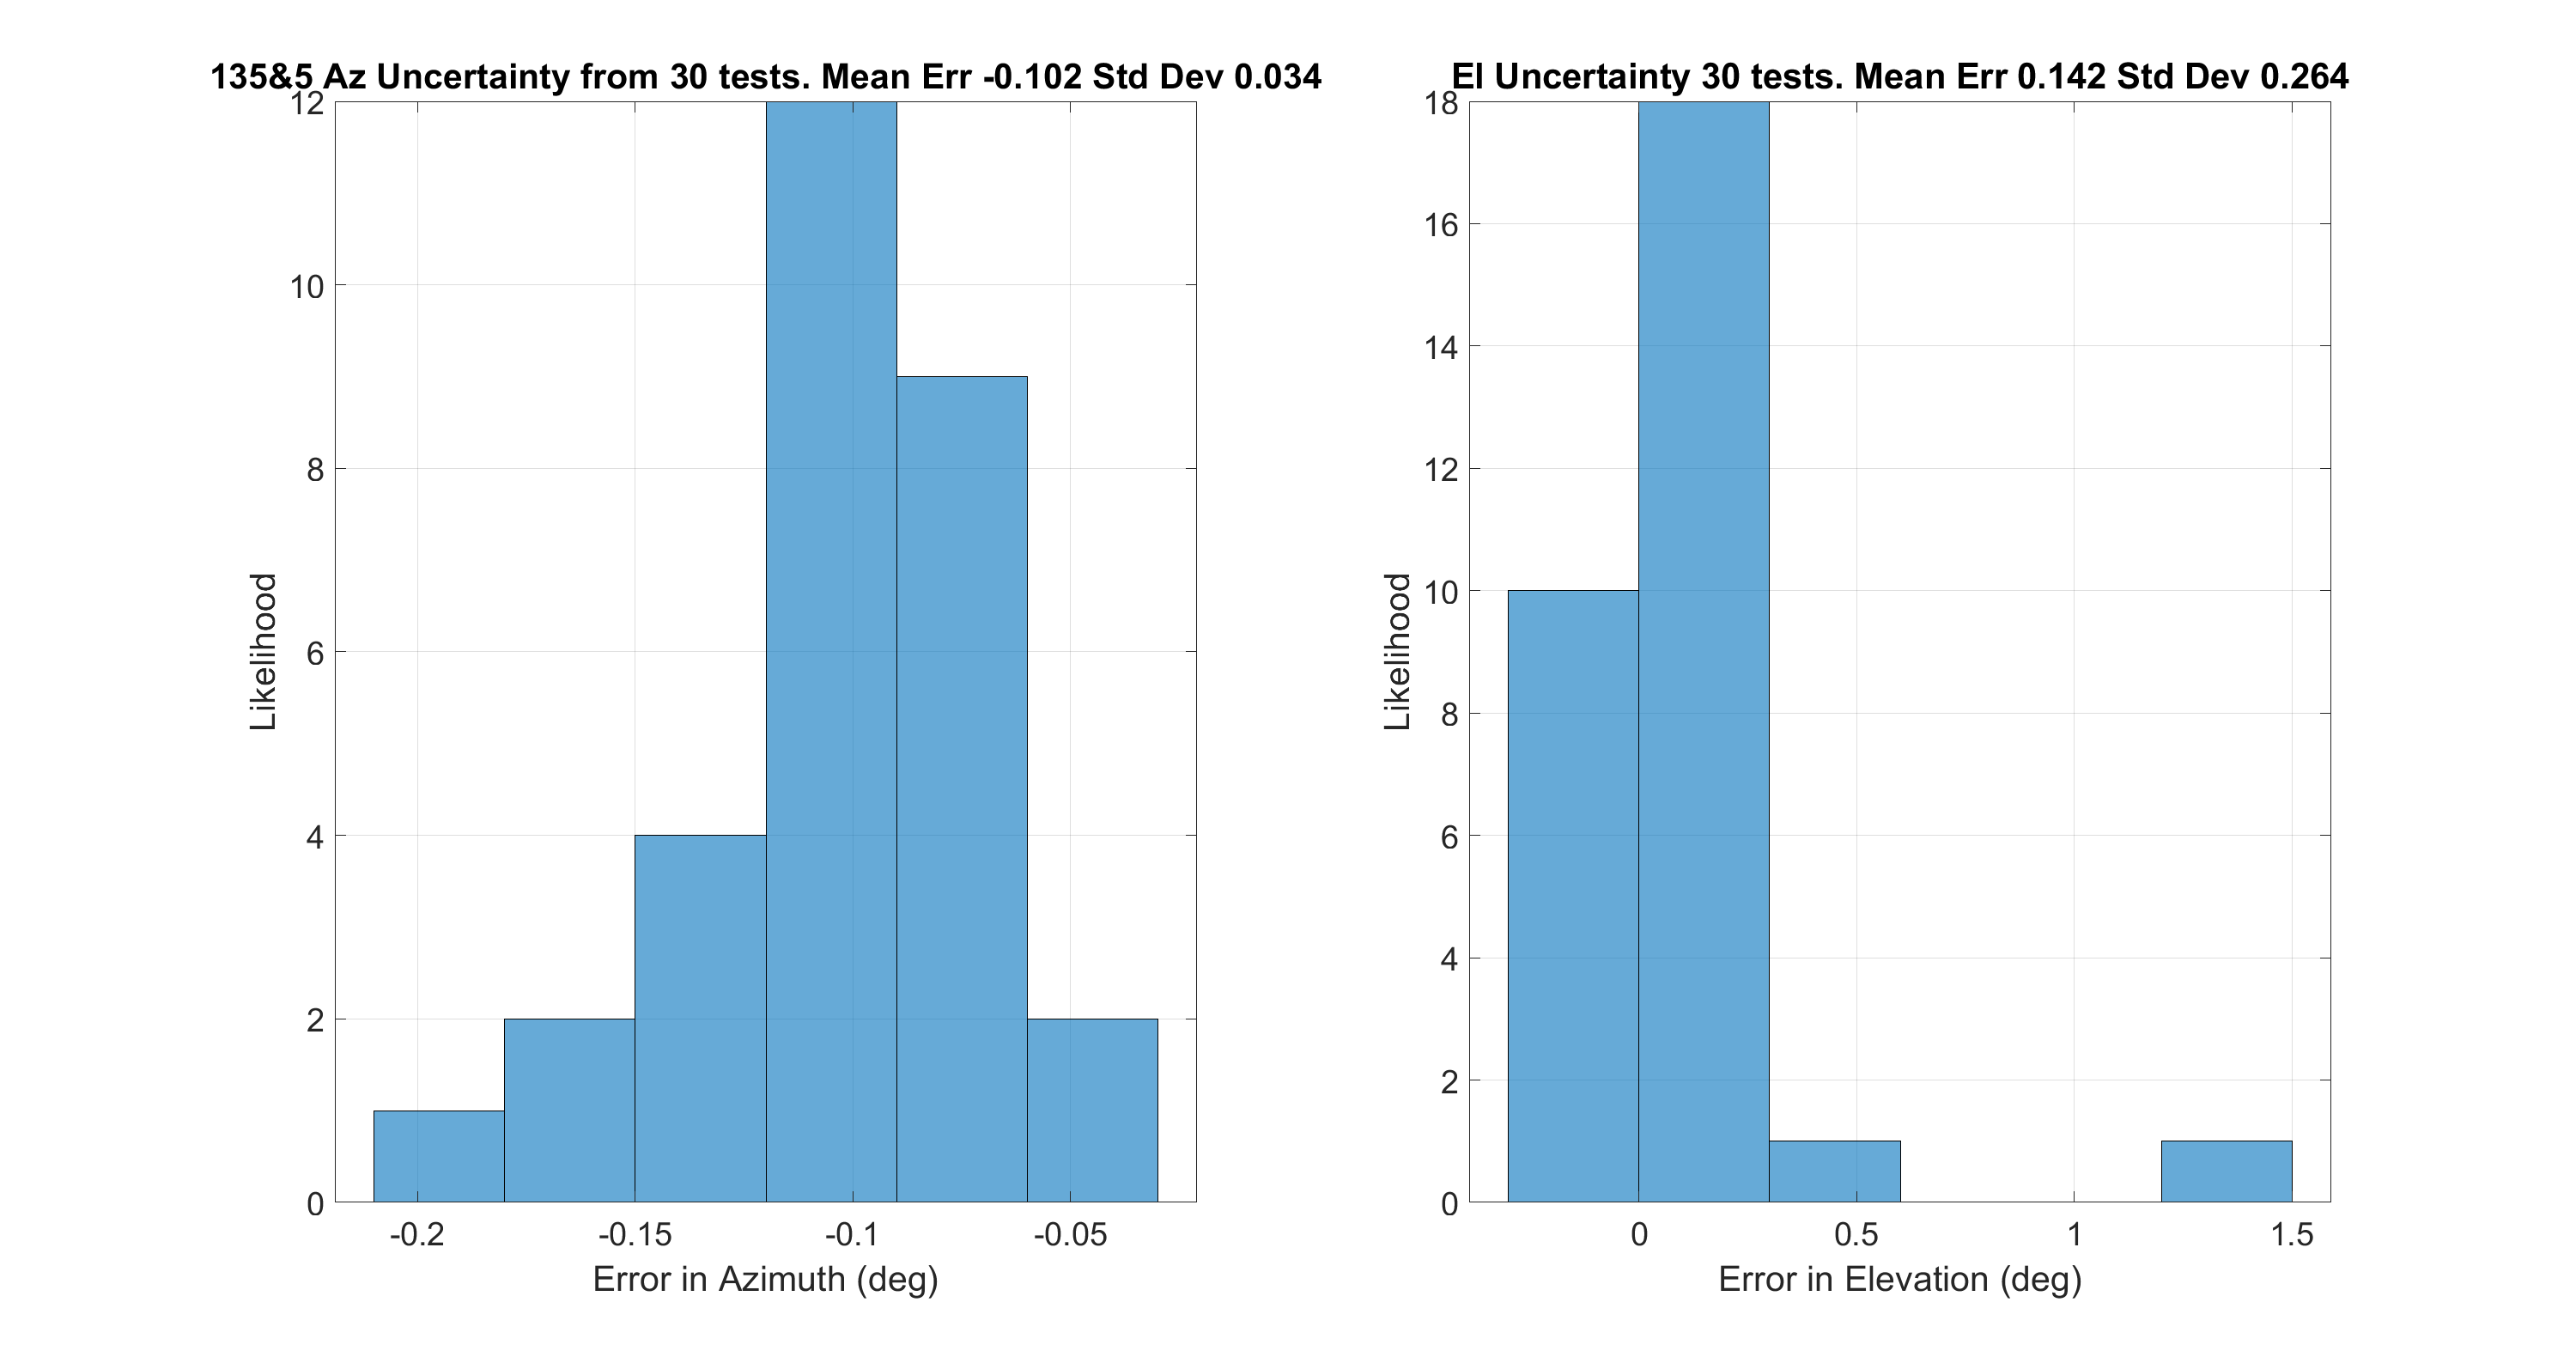 135&5 Az Uncertainty from 30 tests. Mean Err -0.102 Std Dev 0.034
12
10
8
6
4
2
0
Likelihood
-0.2 -0.15 -0.1 -0.05
Error in Azimuth (deg)
El Uncertainty 30 tests. Mean Err 0.142 Std Dev 0.264
18
16
14
12
10
8
6
4
2
0
Likelihood
0 0.5 1 1.5
Error in Elevation (deg)